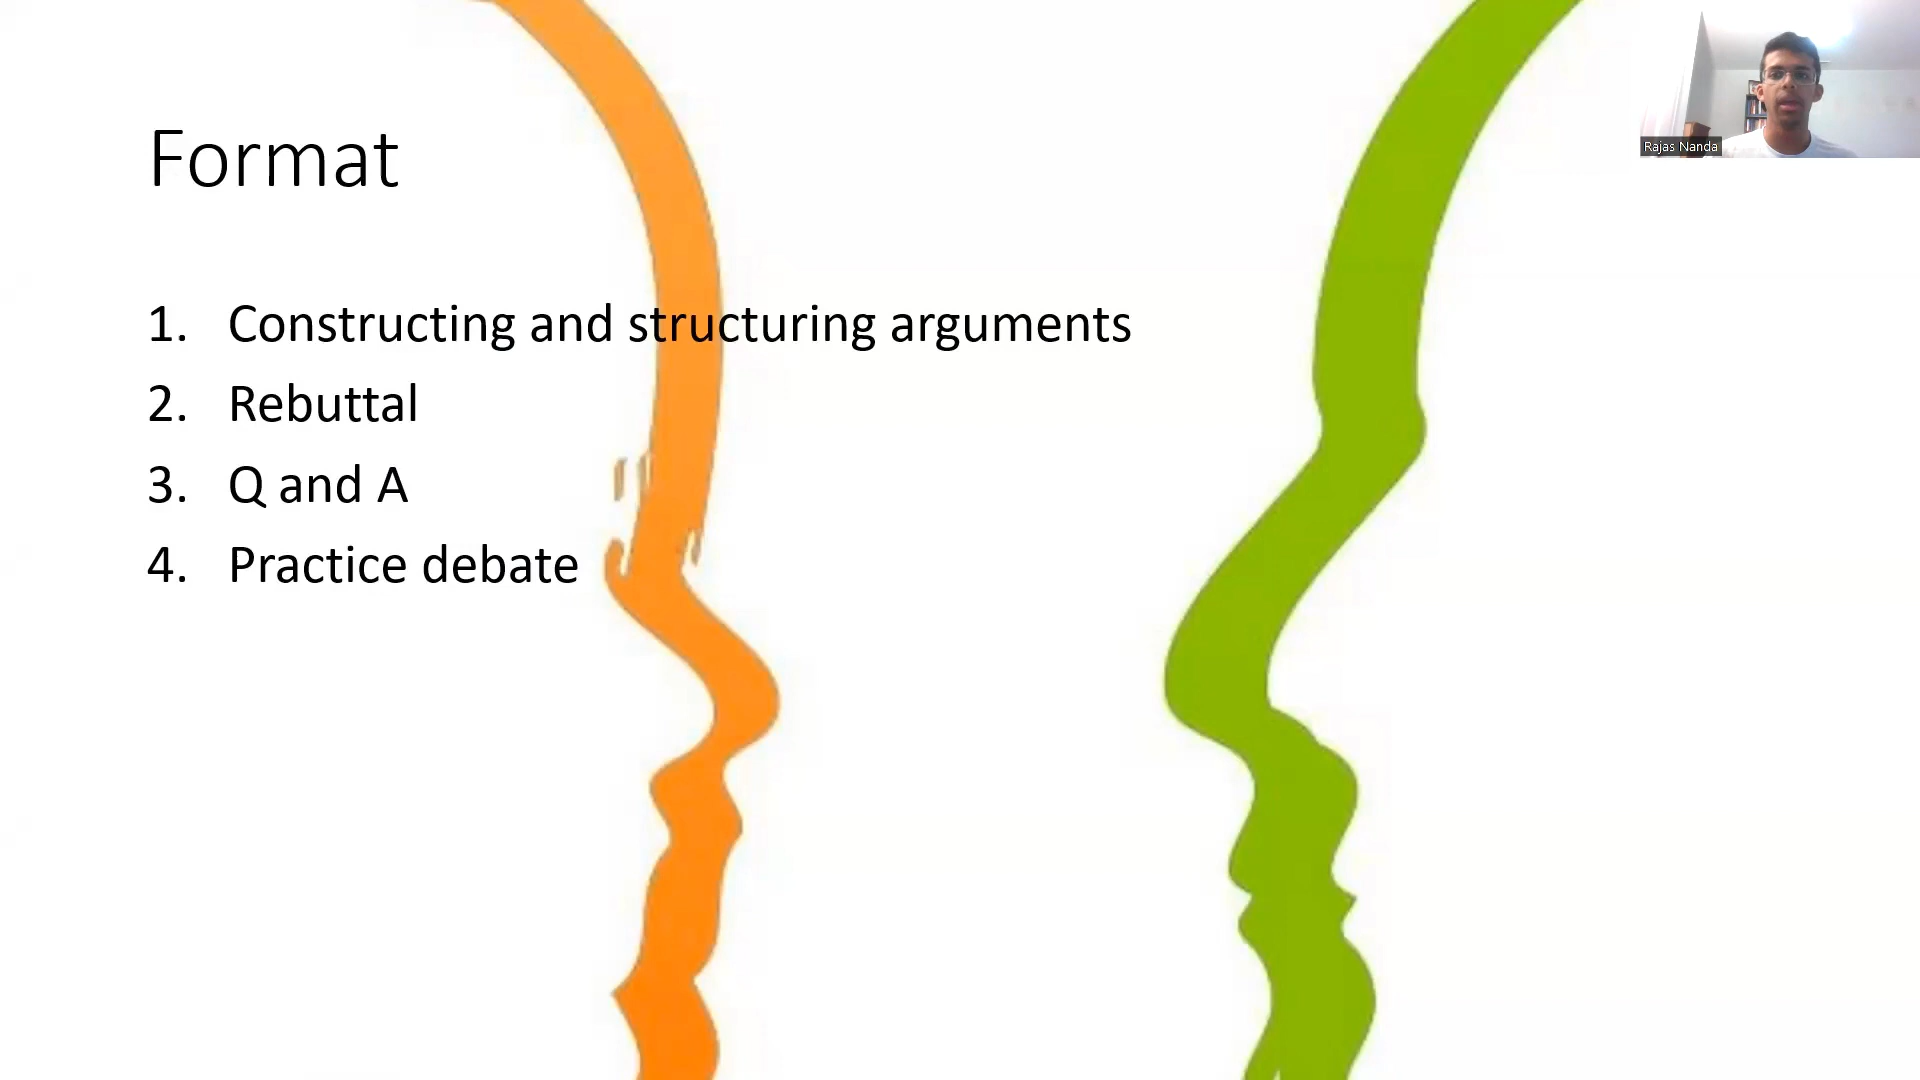 Format
1. Constructing and structuring arguments
2. Rebuttal
3. Q and A
4. Practice debate
Rajas Nanda